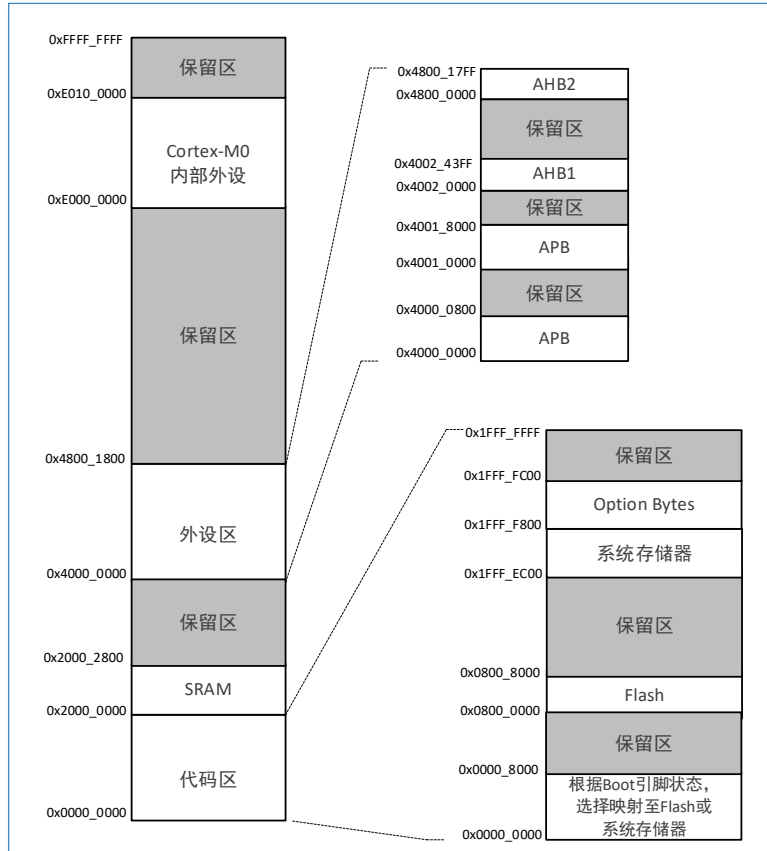 0xFFFF_FFFF
保留区
0xE010_0000
Cortex-M0
内部外设
0xE000_0000
保留区
0x4800_1800
外设区
0x4000_0000
保留区
0x2000_2800
SRAM
0x2000_0000
代码区
0x0000_0000
0x4800_17FF
AHB2
0x4800_0000
保留区
0x4002_43FF
AHB1
0x4002_0000
保留区
0x4001_8000
APB
0x4001_0000
保留区
0x4000_0800
APB
0x4000_0000
0x1FFF_FFFF
保留区
0x1FFF_FC00
Option Bytes
0x1FFF_F800
系统存储器
0x1FFF_EC00
保留区
0x0800_8000
Flash
0x0800_0000
保留区
0x0000_8000
根据Boot引脚状态，
选择映射至Flash或
系统存储器
0x0000_0000